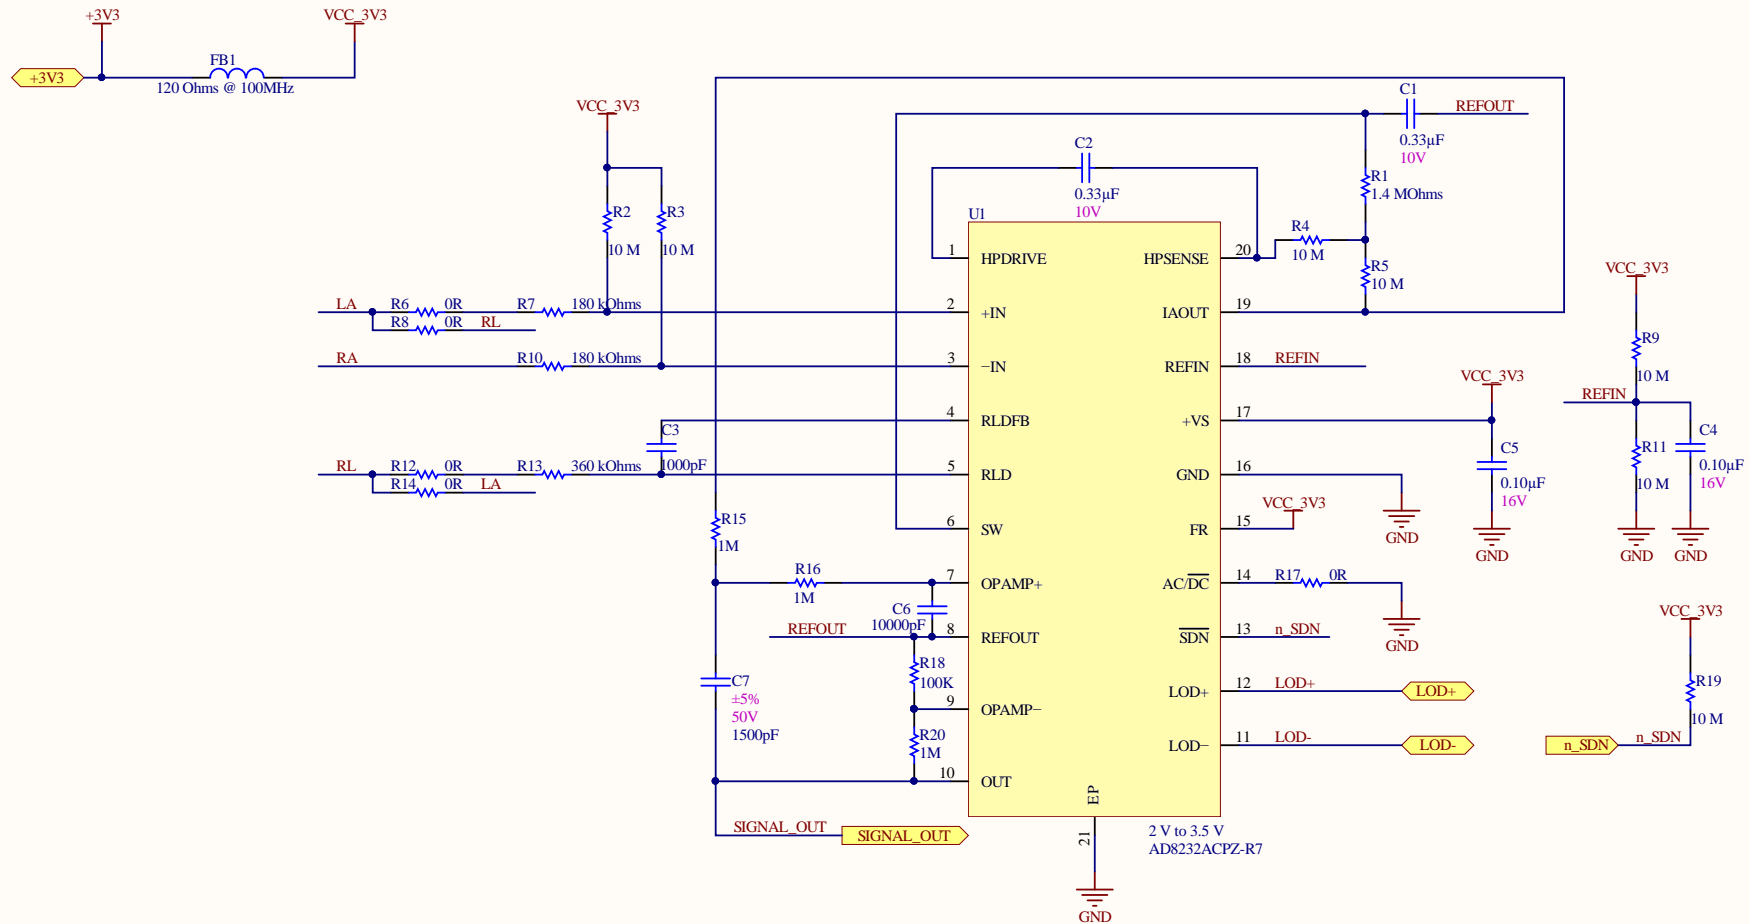 +3V3
VCC_3V3
+3V3
FB1
120 Ohms @ 100MHz
VCC_3V3
R2
10 M
R3
10 M
C1
0.33µF
10V
REFOUT
C2
0.33µF
10V
R1
1.4 MOhms
R4
10 M
R5
10 M
U1
1
HPDRIVE
HPSENSE
20
2
+IN
IAOUT
19
3
−IN
REFIN
18
REFIN
4
RLDFB
+VS
17
5
RLD
GND
16
6
SW
FR
15
7
OPAMP+
AC/DC
14
8
REFOUT
SDN
13
n_SDN
9
OPAMP−
LOD+
12
LOD+
LOD+
10
OUT
LOD−
11
LOD-
LOD-
EP
21
GND
2 V to 3.5 V
AD8232ACPZ-R7
LA
R6
0R
R7
180 kOhms
R8
0R
RL
RA
R10
180 kOhms
C3
1000pF
RL
R12
0R
R13
360 kOhms
R14
0R
LA
R15
1M
R16
1M
C6
10000pF
REFOUT
R18
100K
C7
±5%
50V
1500pF
R20
1M
SIGNAL_OUT
SIGNAL_OUT
VCC_3V3
C5
0.10µF
16V
GND
GND
VCC_3V3
R17
0R
GND
VCC_3V3
R9
10 M
REFIN
R11
10 M
C4
0.10µF
16V
GND
GND
VCC_3V3
R19
10 M
n_SDN
n_SDN